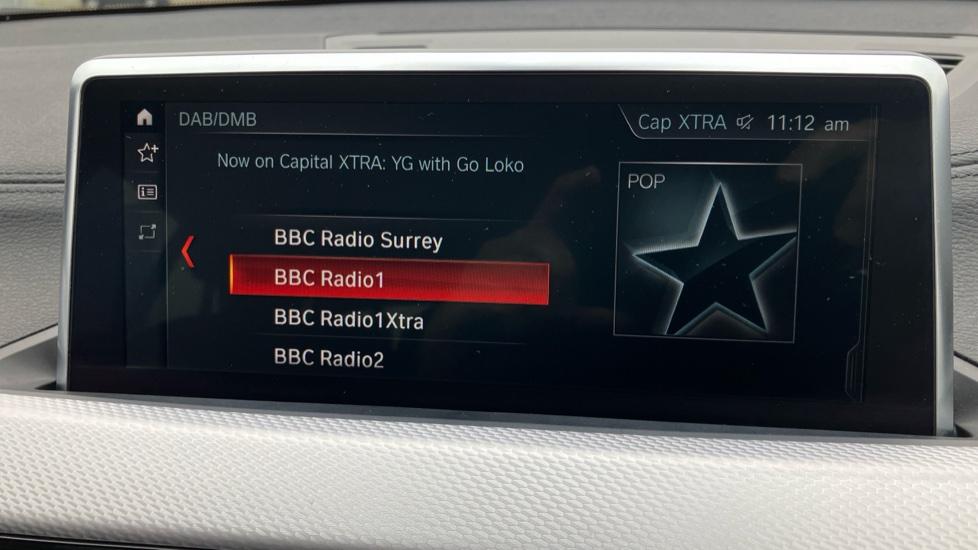 DAB/DMB
Cap XTRA 11:12 am
Now on Capital XTRA: YG with Go Loko
POP
BBC Radio Surrey
BBC Radio1
BBC Radio1Xtra
BBC Radio2